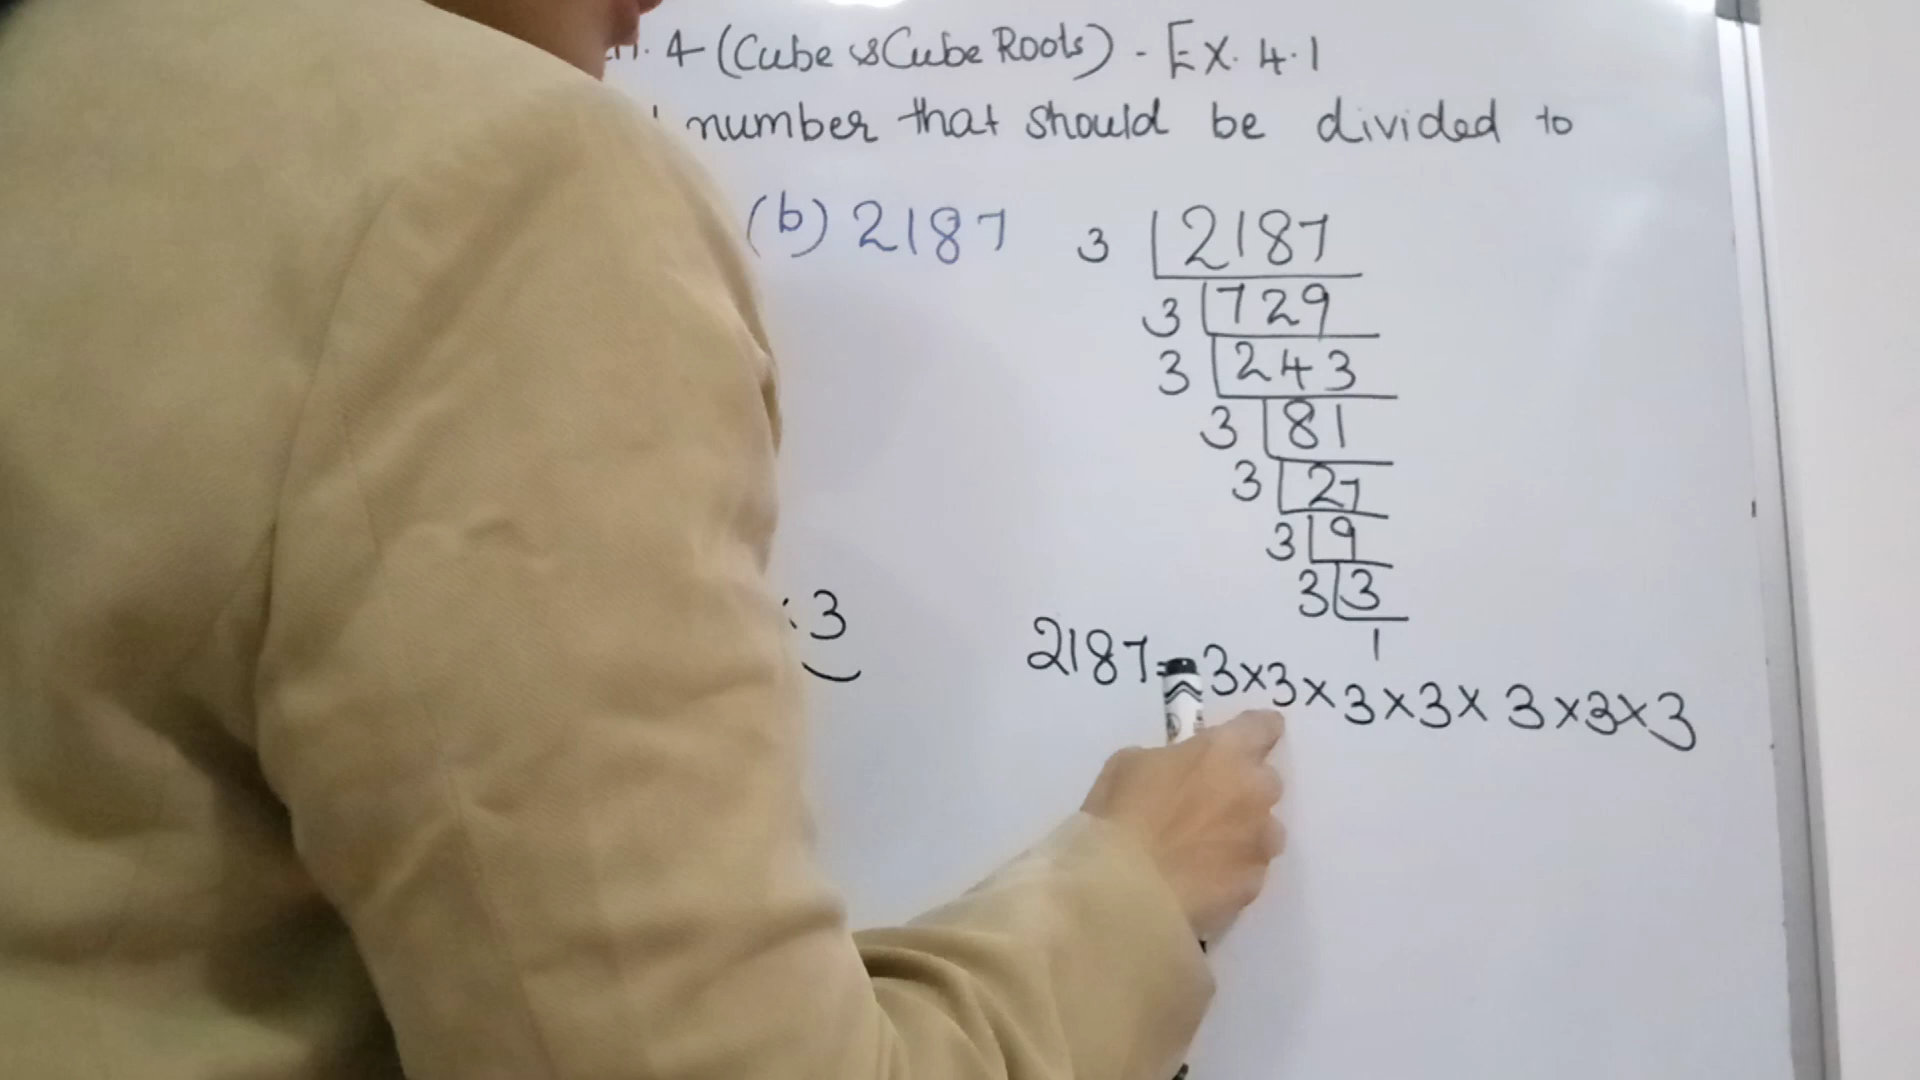 4 (Cube & Cube Roots) - Ex. 4.1
number that should be divided to
(b) 2187
3 | 2187
3 | 729
3 | 243
3 | 81
3 | 27
3 | 9
3 | 3
1
3
2187 = 3×3×3×3×3×3×3